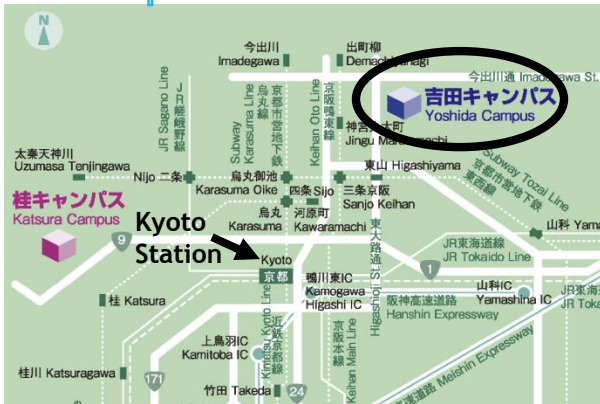 N
今出川
Imadegawa
出町柳
Demachiyanagi
今出川通 Imadegawa St.
吉田キャンパス
Yoshida Campus
JR Sagano Line
JR嵯峨野線
Subway
Karasuma Line
京都市営地下鉄
烏丸線
Keihan Oto Line
京阪鴨東線
Jingu Marutamachi
太秦天神川
Uzumasa Tenjingawa
Nijo 二条
烏丸御池
Karasuma Oike
四条 Sijo
三条京阪
Sanjo Keihan
東山 Higashiyama
Subway Tozai Line
京都市営地下鉄
東西線
桂キャンパス
Katsura Campus
烏丸
Karasuma
河原町
Kawaramachi
東大路通
Higashioji St.
山科
Kyoto
Station
9
Kyoto
京都
JR東海道線
JR Tokaido Line
1
桂 Katsura
鴨川東IC
Kamogawa
Higashi IC
阪神高速道路
Hanshin Expressway
山科IC
Yamashina IC
JR東海
上鳥羽IC
Kamitoba IC
Kintetsu Kyoto Line
近鉄京都線
京阪本線
Keihan Main Line
Meishin Expressway
桂川 Katsuragawa
171
竹田 Takeda
24